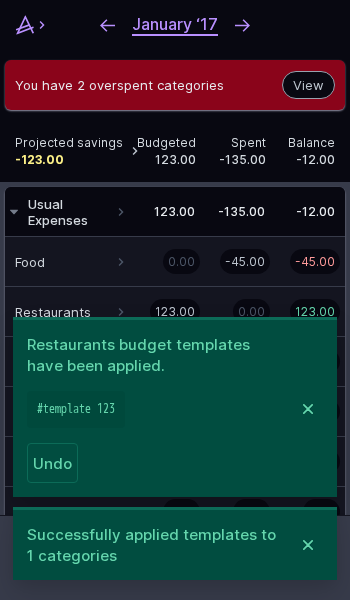 January ‘17
You have 2 overspent categories
View
Projected savings
-123.00
Budgeted
123.00
Spent
-135.00
Balance
-12.00
Usual
Expenses
123.00
-135.00
-12.00
Food
0.00
-45.00
-45.00
Restaurants
123.00
0.00
123.00
Restaurants budget templates
have been applied.
#template 123
Undo
Successfully applied templates to
1 categories